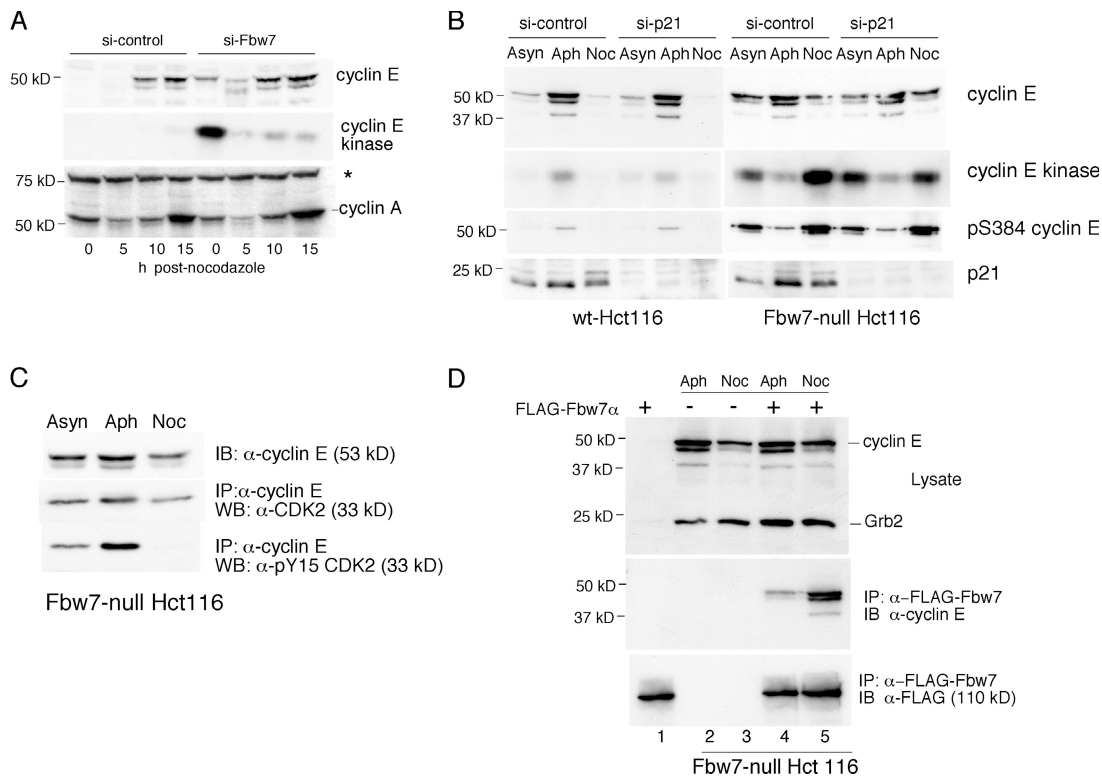 A
si-control si-Fbw7
50 kD
cyclin E
cyclin E
kinase
75 kD
*
cyclin A
50 kD
0 5 10 15 0 5 10 15
h post-nocodazole
B
si-control si-p21 si-control si-p21
Asyn Aph Noc Asyn Aph Noc Asyn Aph Noc Asyn Aph Noc
50 kD
cyclin E
37 kD
cyclin E kinase
50 kD
pS384 cyclin E
25 kD
p21
wt-Hct116 Fbw7-null Hct116
C
Asyn Aph Noc
IB: α-cyclin E (53 kD)
IP:α-cyclin E
WB: α-CDK2 (33 kD)
IP: α-cyclin E
WB: α-pY15 CDK2 (33 kD)
Fbw7-null Hct116
D
Aph Noc Aph Noc
FLAG-Fbw7α + - - + +
50 kD
cyclin E
37 kD
Lysate
25 kD
Grb2
50 kD
IP: α–FLAG-Fbw7
IB α-cyclin E
37 kD
IP: α–FLAG-Fbw7
IB α-FLAG (110 kD)
1 2 3 4 5
Fbw7-null Hct 116